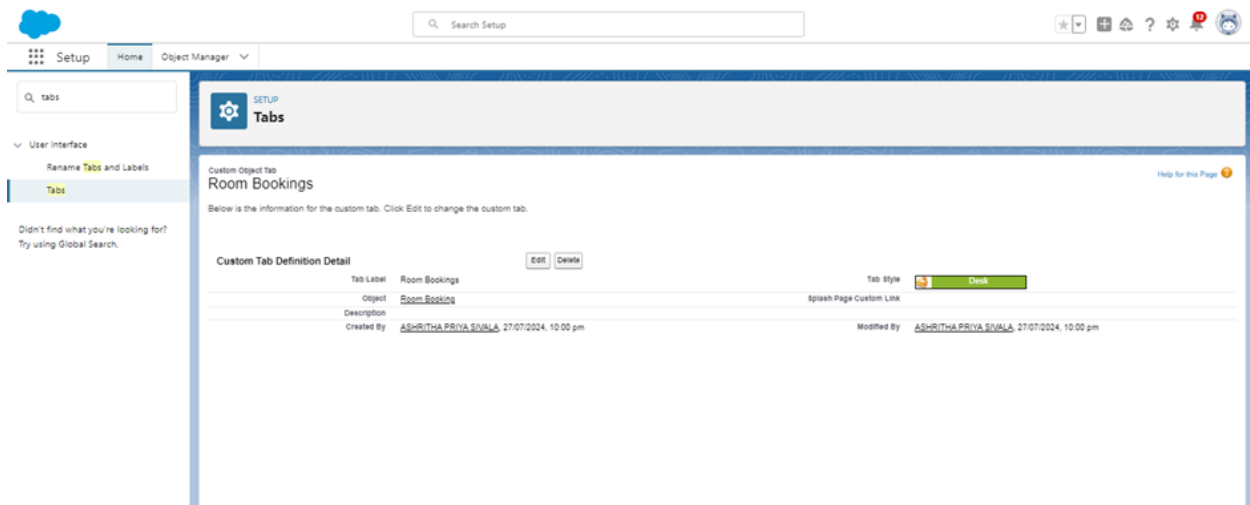 Search Setup
12
Setup
Home
Object Manager
tabs
User Interface
Rename Tabs and Labels
Tabs
Didn't find what you're looking for?
Try using Global Search.
SETUP
Tabs
Custom Object Tab
Room Bookings
Help for this Page
Below is the information for the custom tab. Click Edit to change the custom tab.
Custom Tab Definition Detail Edit Delete
Tab Label Room Bookings Tab Style Desk
Object Room Booking Splash Page Custom Link
Description
Created By ASHRITHA PRIYA SIVALA, 27/07/2024, 10:00 pm Modified By ASHRITHA PRIYA SIVALA, 27/07/2024, 10:00 pm